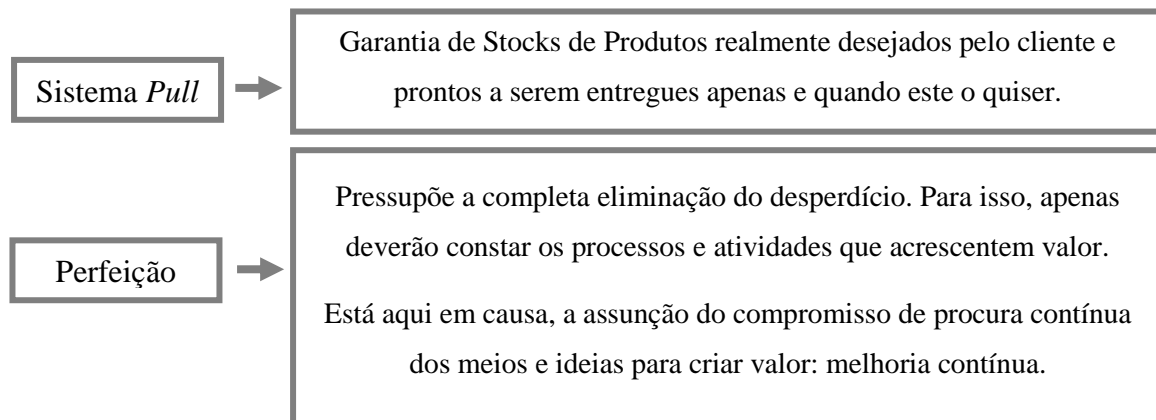 Sistema Pull
Garantia de Stocks de Produtos realmente desejados pelo cliente e
prontos a serem entregues apenas e quando este o quiser.
Perfeição
Pressupõe a completa eliminação do desperdício. Para isso, apenas
deverão constar os processos e atividades que acrescentem valor.
Está aqui em causa, a assunção do compromisso de procura contínua
dos meios e ideias para criar valor: melhoria contínua.